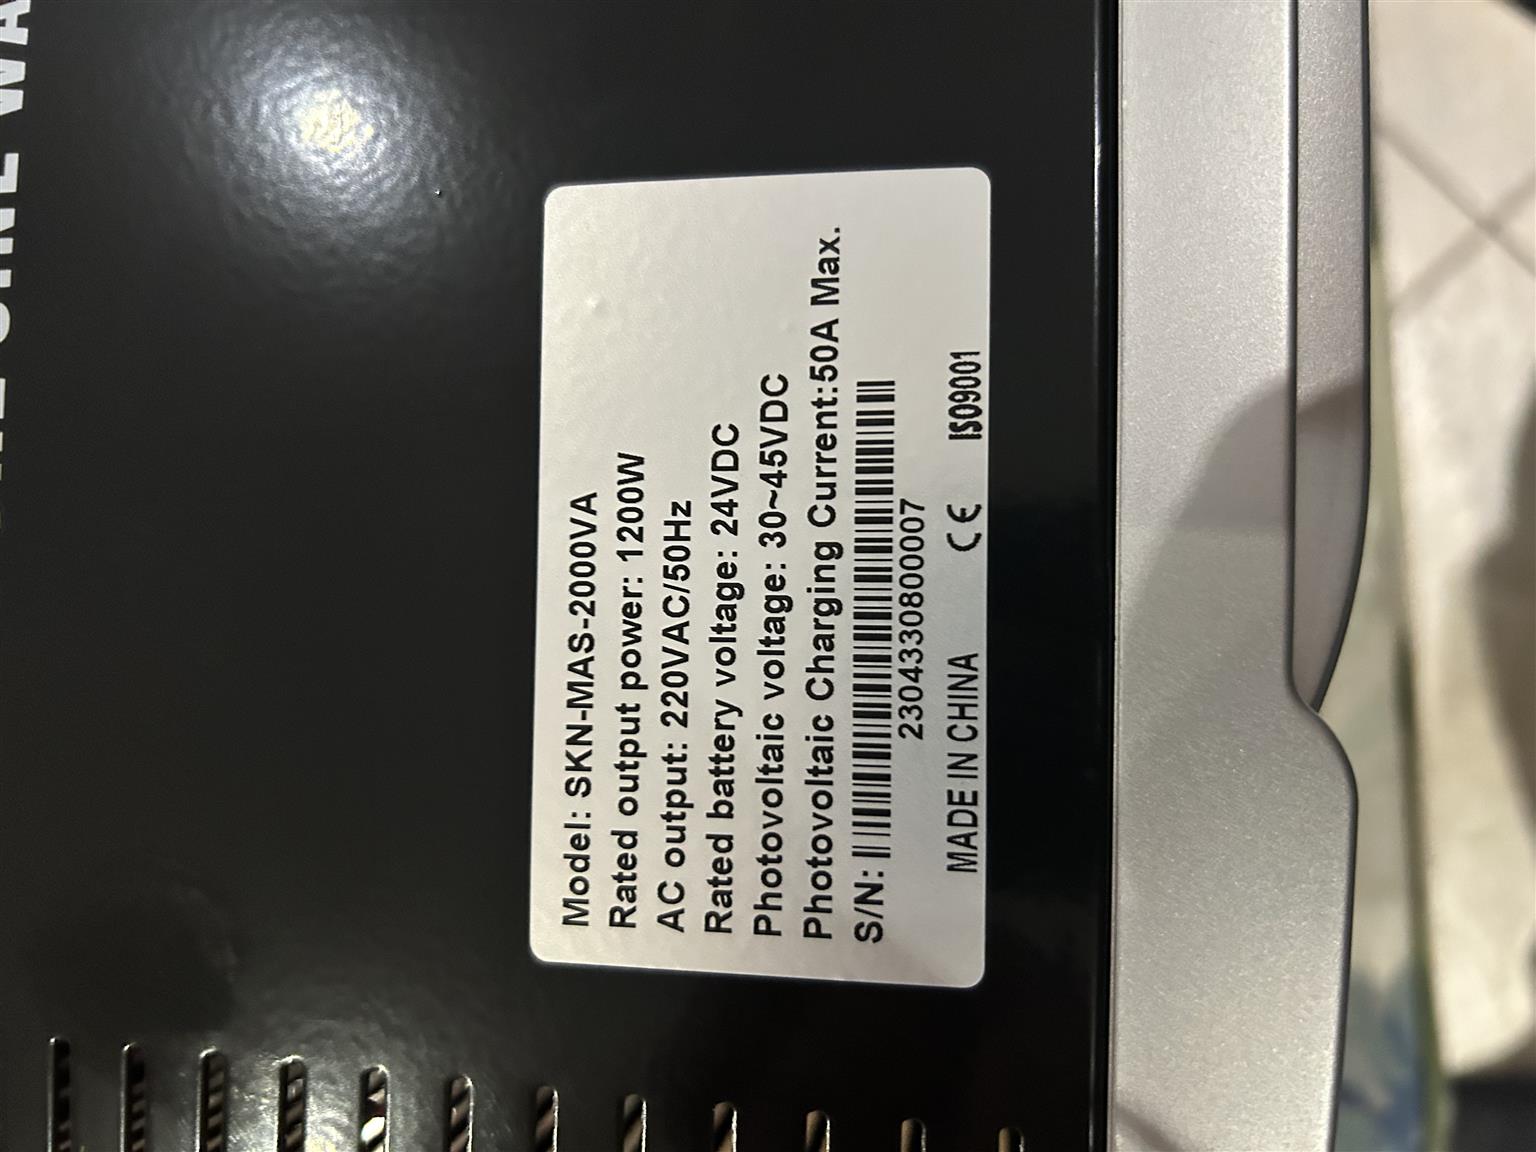 Model: SKN-MAS-2000VA
Rated output power: 1200W
AC output: 220VAC/50Hz
Rated battery voltage: 24VDC
Photovoltaic voltage: 30~45VDC
Photovoltaic Charging Current:50A Max.
S/N:
2304330800007
MADE IN CHINA CE ISO9001